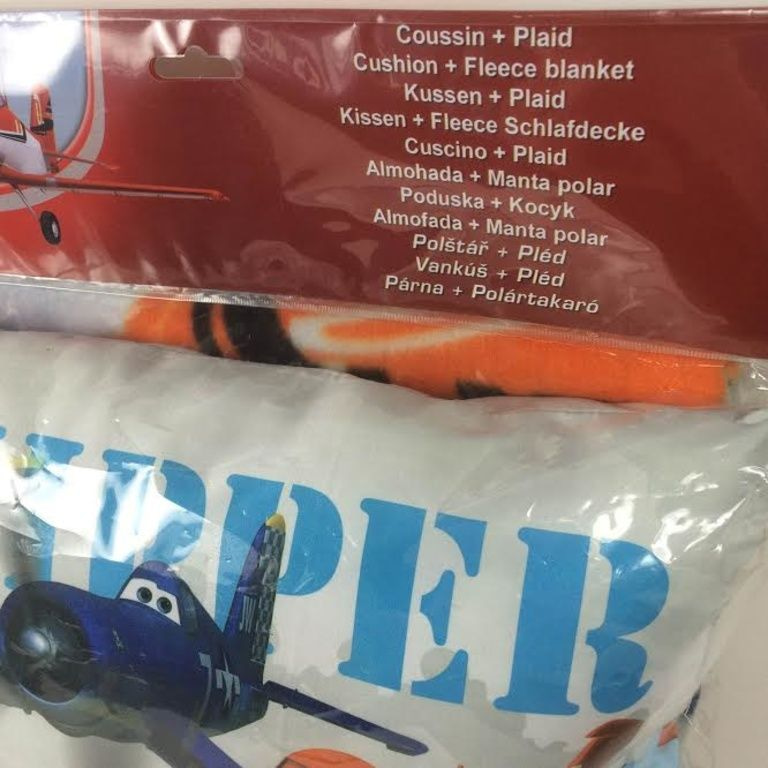 Coussin + Plaid
Cushion + Fleece blanket
Kussen + Plaid
Kissen + Fleece Schlafdecke
Cuscino + Plaid
Almohada + Manta polar
Poduska + Kocyk
Almofada + Manta polar
Polštář + Pléd
Vankúš + Pléd
Párna + Polártakaró
UPPER